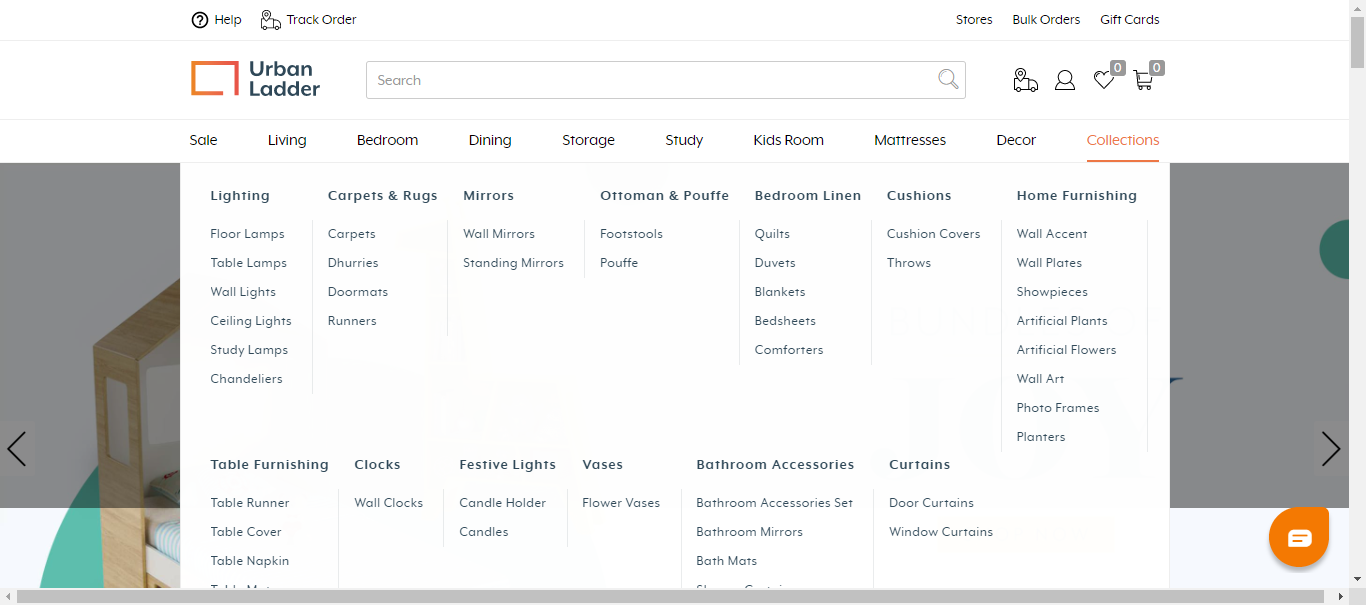 Help
Track Order
Stores
Bulk Orders
Gift Cards
Urban
Ladder
Search
0
0
Sale
Living
Bedroom
Dining
Storage
Study
Kids Room
Mattresses
Decor
Collections
Lighting
Floor Lamps
Table Lamps
Wall Lights
Ceiling Lights
Study Lamps
Chandeliers
Carpets & Rugs
Carpets
Dhurries
Doormats
Runners
Mirrors
Wall Mirrors
Standing Mirrors
Ottoman & Pouffe
Footstools
Pouffe
Bedroom Linen
Quilts
Duvets
Blankets
Bedsheets
Comforters
Cushions
Cushion Covers
Throws
Home Furnishing
Wall Accent
Wall Plates
Showpieces
Artificial Plants
Artificial Flowers
Wall Art
Photo Frames
Planters
Table Furnishing
Table Runner
Table Cover
Table Napkin
Clocks
Wall Clocks
Festive Lights
Candle Holder
Candles
Vases
Flower Vases
Bathroom Accessories
Bathroom Accessories Set
Bathroom Mirrors
Bath Mats
Curtains
Door Curtains
Window Curtains